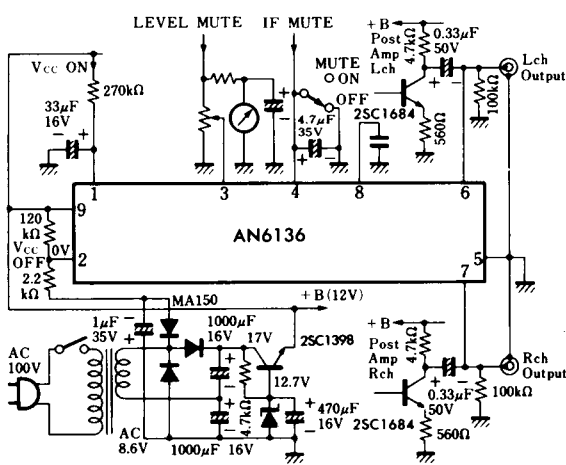 LEVEL MUTE
IF MUTE
+B
Post
Amp
Lch
4.7kΩ
0.33µF
50V
+
−
Lch
Output
100kΩ
VCC ON
270kΩ
33µF
16V
−
+
+
−
MUTE
ON
OFF
4.7µF
35V
+
−
2SC1684
560Ω
1
3
4
8
6
9
AN6136
5
2
7
120
kΩ
VCC
OFF
0V
2.2
kΩ
MA150
+B (12V)
1µF
35V
−
+
1000µF
16V
17V
2SC1398
+
−
12.7V
4.7kΩ
+
−
470µF
16V
+
−
AC
100V
AC
8.6V
1000µF
16V
+B
Post
Amp
Rch
4.7kΩ
+
−
0.33µF
50V
2SC1684
560Ω
100kΩ
Rch
Output